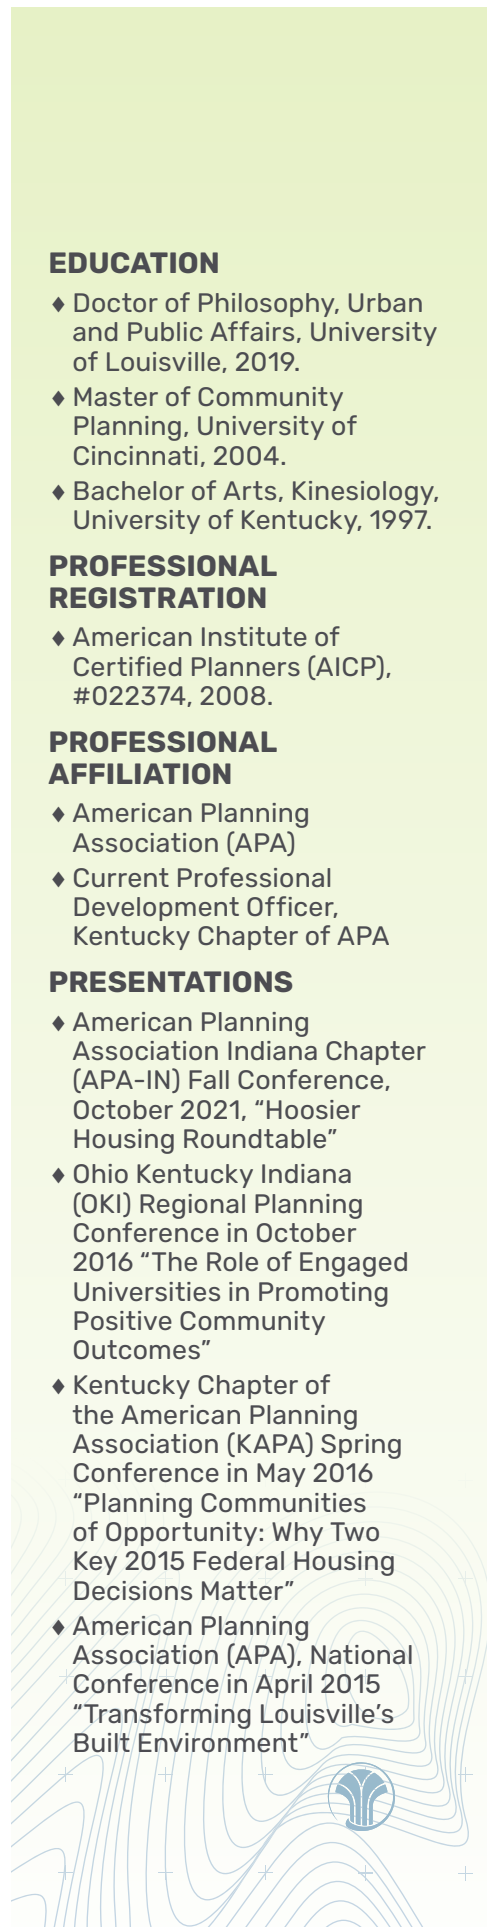 EDUCATION
♦ Doctor of Philosophy, Urban
and Public Affairs, University
of Louisville, 2019.
♦ Master of Community
Planning, University of
Cincinnati, 2004.
♦ Bachelor of Arts, Kinesiology,
University of Kentucky, 1997.
PROFESSIONAL
REGISTRATION
♦ American Institute of
Certified Planners (AICP),
#022374, 2008.
PROFESSIONAL
AFFILIATION
♦ American Planning
Association (APA)
♦ Current Professional
Development Officer,
Kentucky Chapter of APA
PRESENTATIONS
♦ American Planning
Association Indiana Chapter
(APA-IN) Fall Conference,
October 2021, “Hoosier
Housing Roundtable”
♦ Ohio Kentucky Indiana
(OKI) Regional Planning
Conference in October
2016 “The Role of Engaged
Universities in Promoting
Positive Community
Outcomes”
♦ Kentucky Chapter of
the American Planning
Association (KAPA) Spring
Conference in May 2016
“Planning Communities
of Opportunity: Why Two
Key 2015 Federal Housing
Decisions Matter”
♦ American Planning
Association (APA), National
Conference in April 2015
“Transforming Louisville’s
Built Environment”